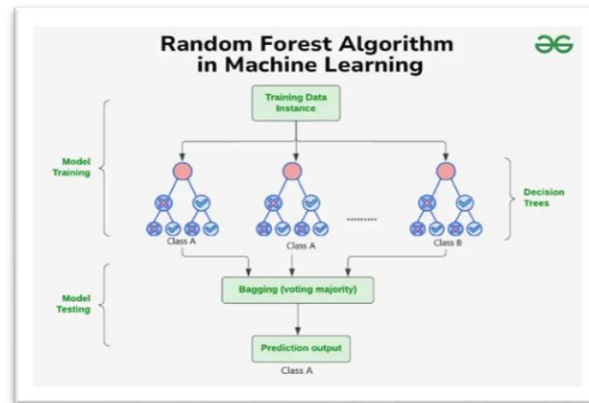 Random Forest Algorithm
in Machine Learning
Training Data
Instance
Model
Training
Decision
Trees
.........
Class A
Class A
Class B
Bagging (voting majority)
Model
Testing
Prediction output
Class A